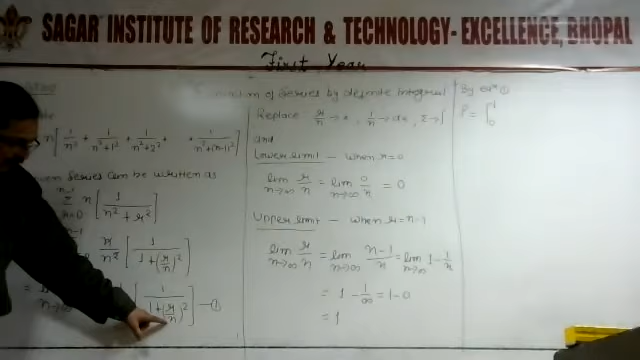 SAGAR INSTITUTE OF RESEARCH & TECHNOLOGY- EXCELLENCE, BHOPAL
First Year
of Series by definite Integral
n[1/n² + 1/(n²+1²) + 1/(n²+2²) + . . 1/(n²+(n-1)²)]
Series can be written as
n-1 Σ r=0 n[1/(n²+r²)]
n/n² [1/(1+(r/n)²)]
= n→∞ [1/(1+(r/n)²)] —①
Replace r/n → x, 1/n → dx, Σ → ∫
and
Lower limit - when r=0
lim n→∞ r/n = lim n→∞ 0/n = 0
Upper limit - when r=n-1
lim n→∞ r/n = lim n→∞ (n-1)/n = lim n→∞ 1-1/n
= 1 - 1/∞ = 1-0
= 1
By eqⁿ ①
P = ∫₀¹